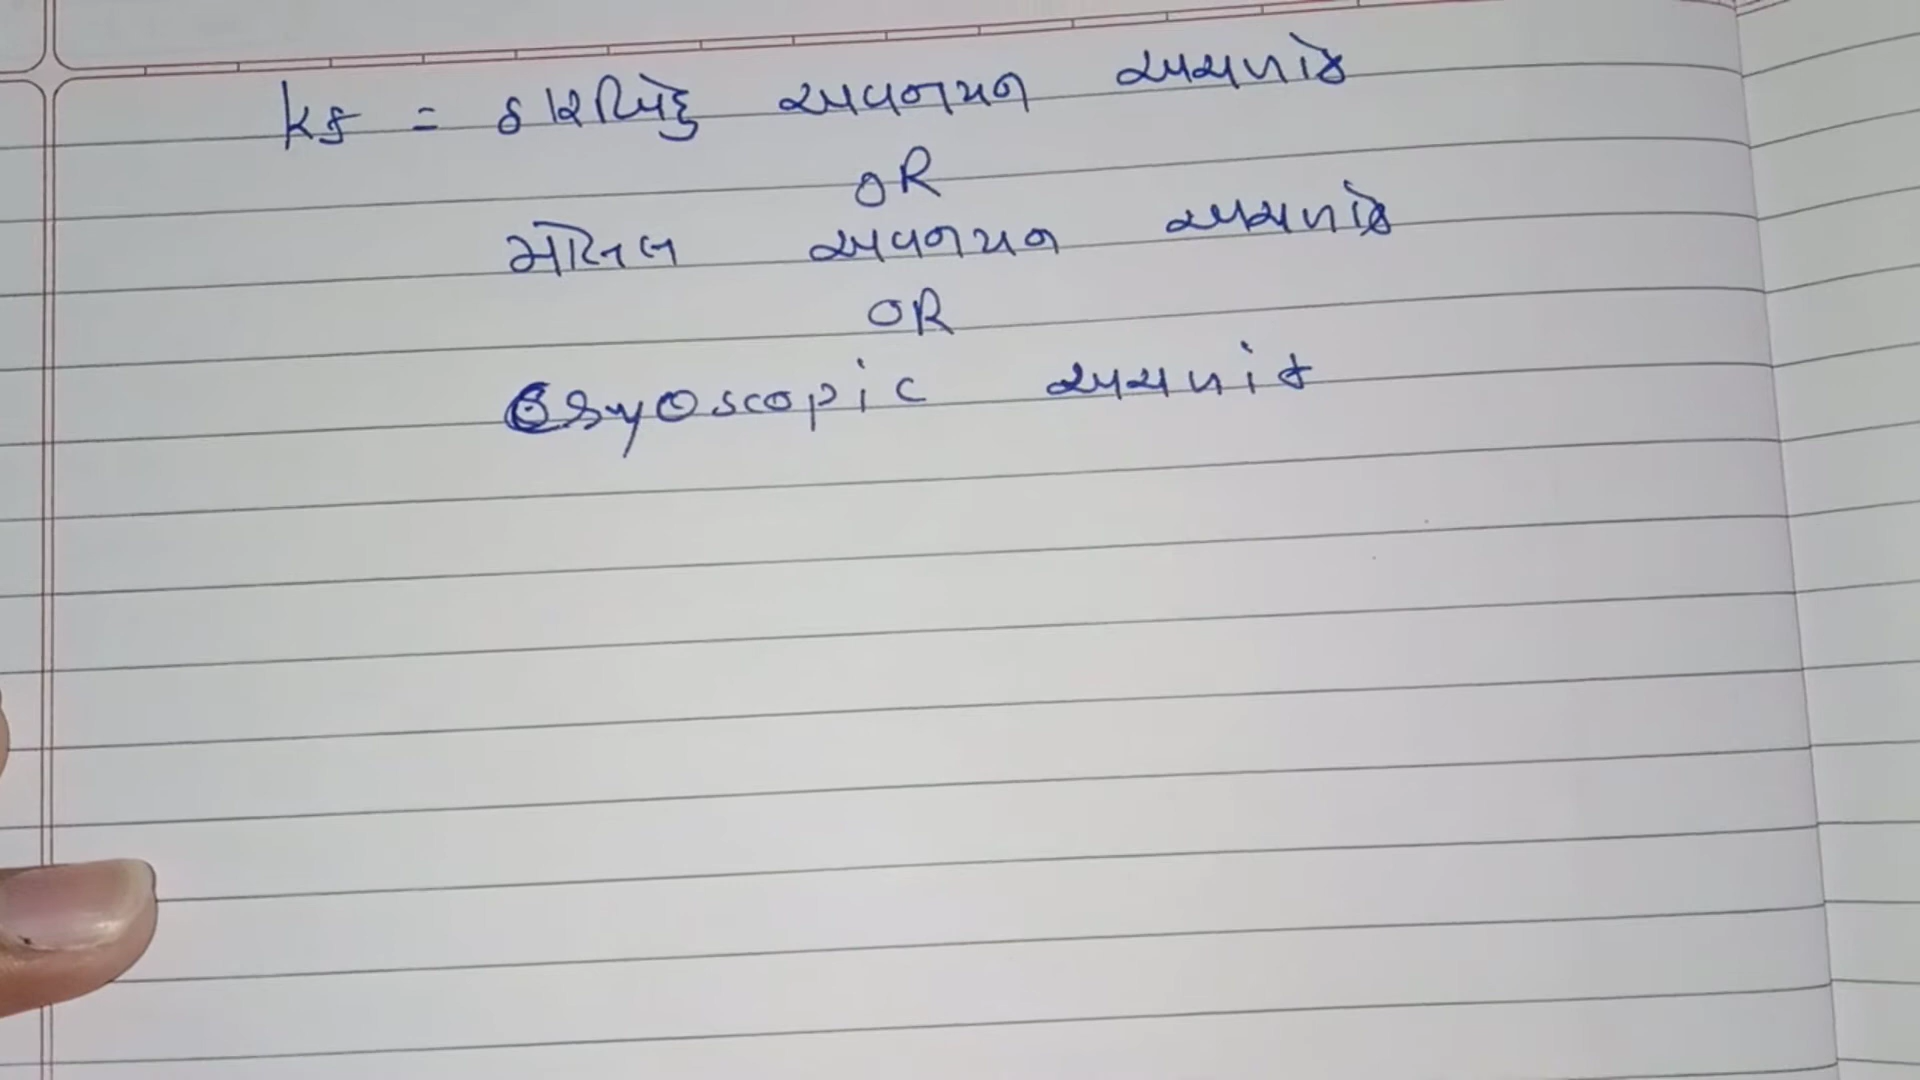 Kf = ઠારબિંદુ અવનયન અચળાંક
OR
મોલલ અવનયન અચળાંક
OR
Cryoscopic અચળાંક